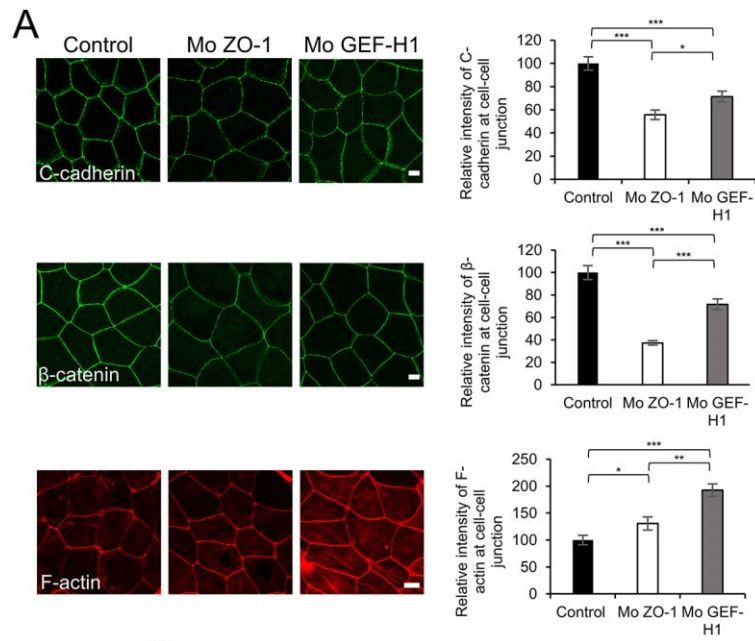 A
Control Mo ZO-1 Mo GEF-H1
C-cadherin
Relative intensity of C-
cadherin at cell-cell
junction
120
100
80
60
40
20
0
***
***
*
Control Mo ZO-1 Mo GEF-
H1
β-catenin
Relative intensity of β-
catenin at cell-cell
junction
120
100
80
60
40
20
0
***
***
***
Control Mo ZO-1 Mo GEF-
H1
F-actin
Relative intensity of F-
actin at cell-cell
junction
250
200
150
100
50
0
***
*
**
Control Mo ZO-1 Mo GEF-
H1